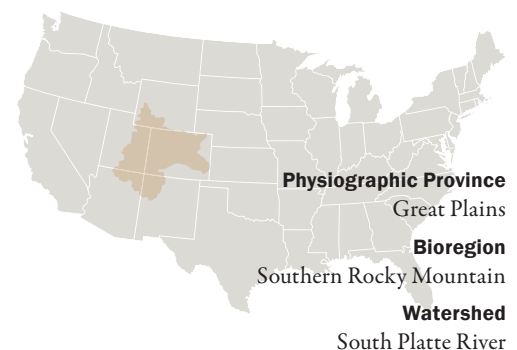 Physiographic Province
Great Plains
Bioregion
Southern Rocky Mountain
Watershed
South Platte River